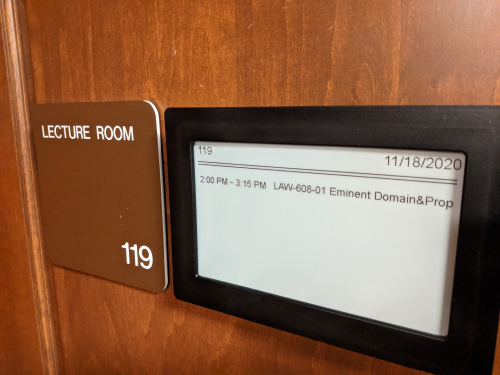 LECTURE ROOM
119
119
11/18/2020
2:00 PM - 3:15 PM LAW-608-01 Eminent Domain&Prop